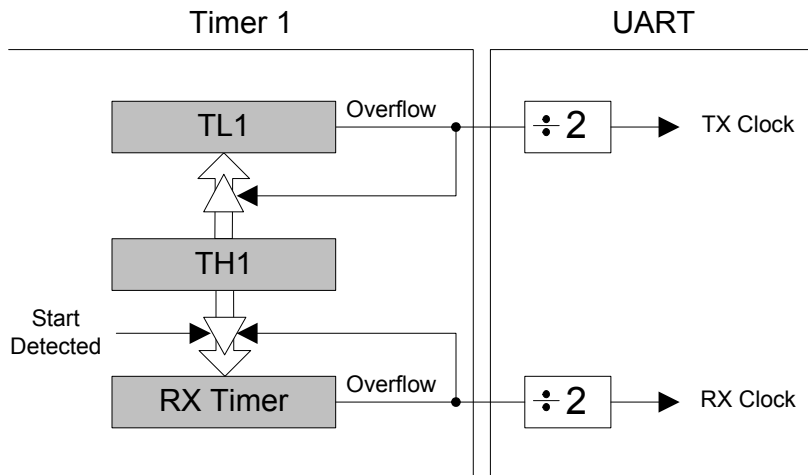 Timer 1
UART
TL1
Overflow
÷ 2
TX Clock
TH1
Start
Detected
RX Timer
Overflow
÷ 2
RX Clock